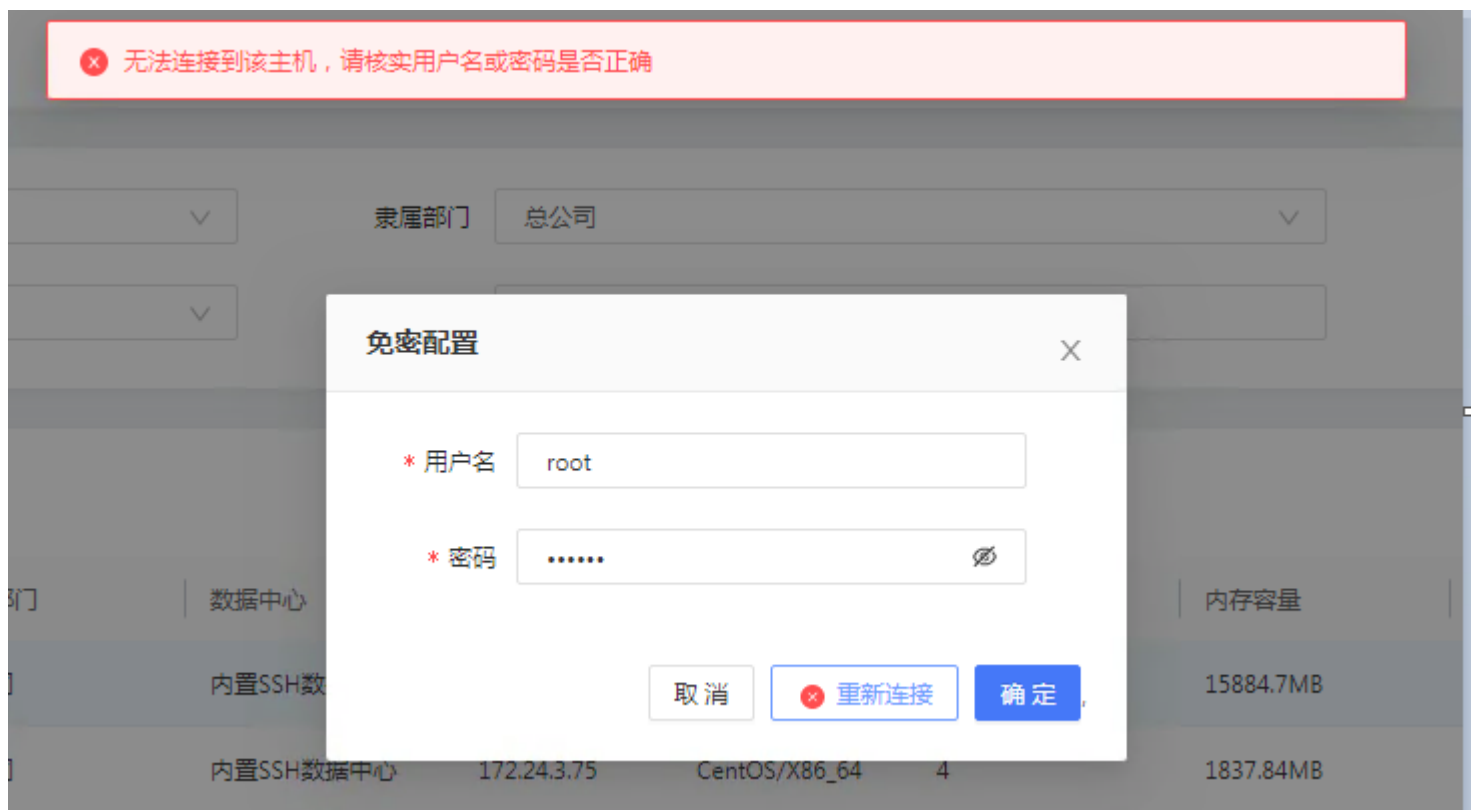 无法连接到该主机，请核实用户名或密码是否正确
隶属部门 总公司
免密配置
* 用户名 root
* 密码 ••••••
数据中心 内存容量
内置SSH数 取 消 重新连接 确 定 15884.7MB
内置SSH数据中心 172.24.3.75 CentOS/X86_64 4 1837.84MB